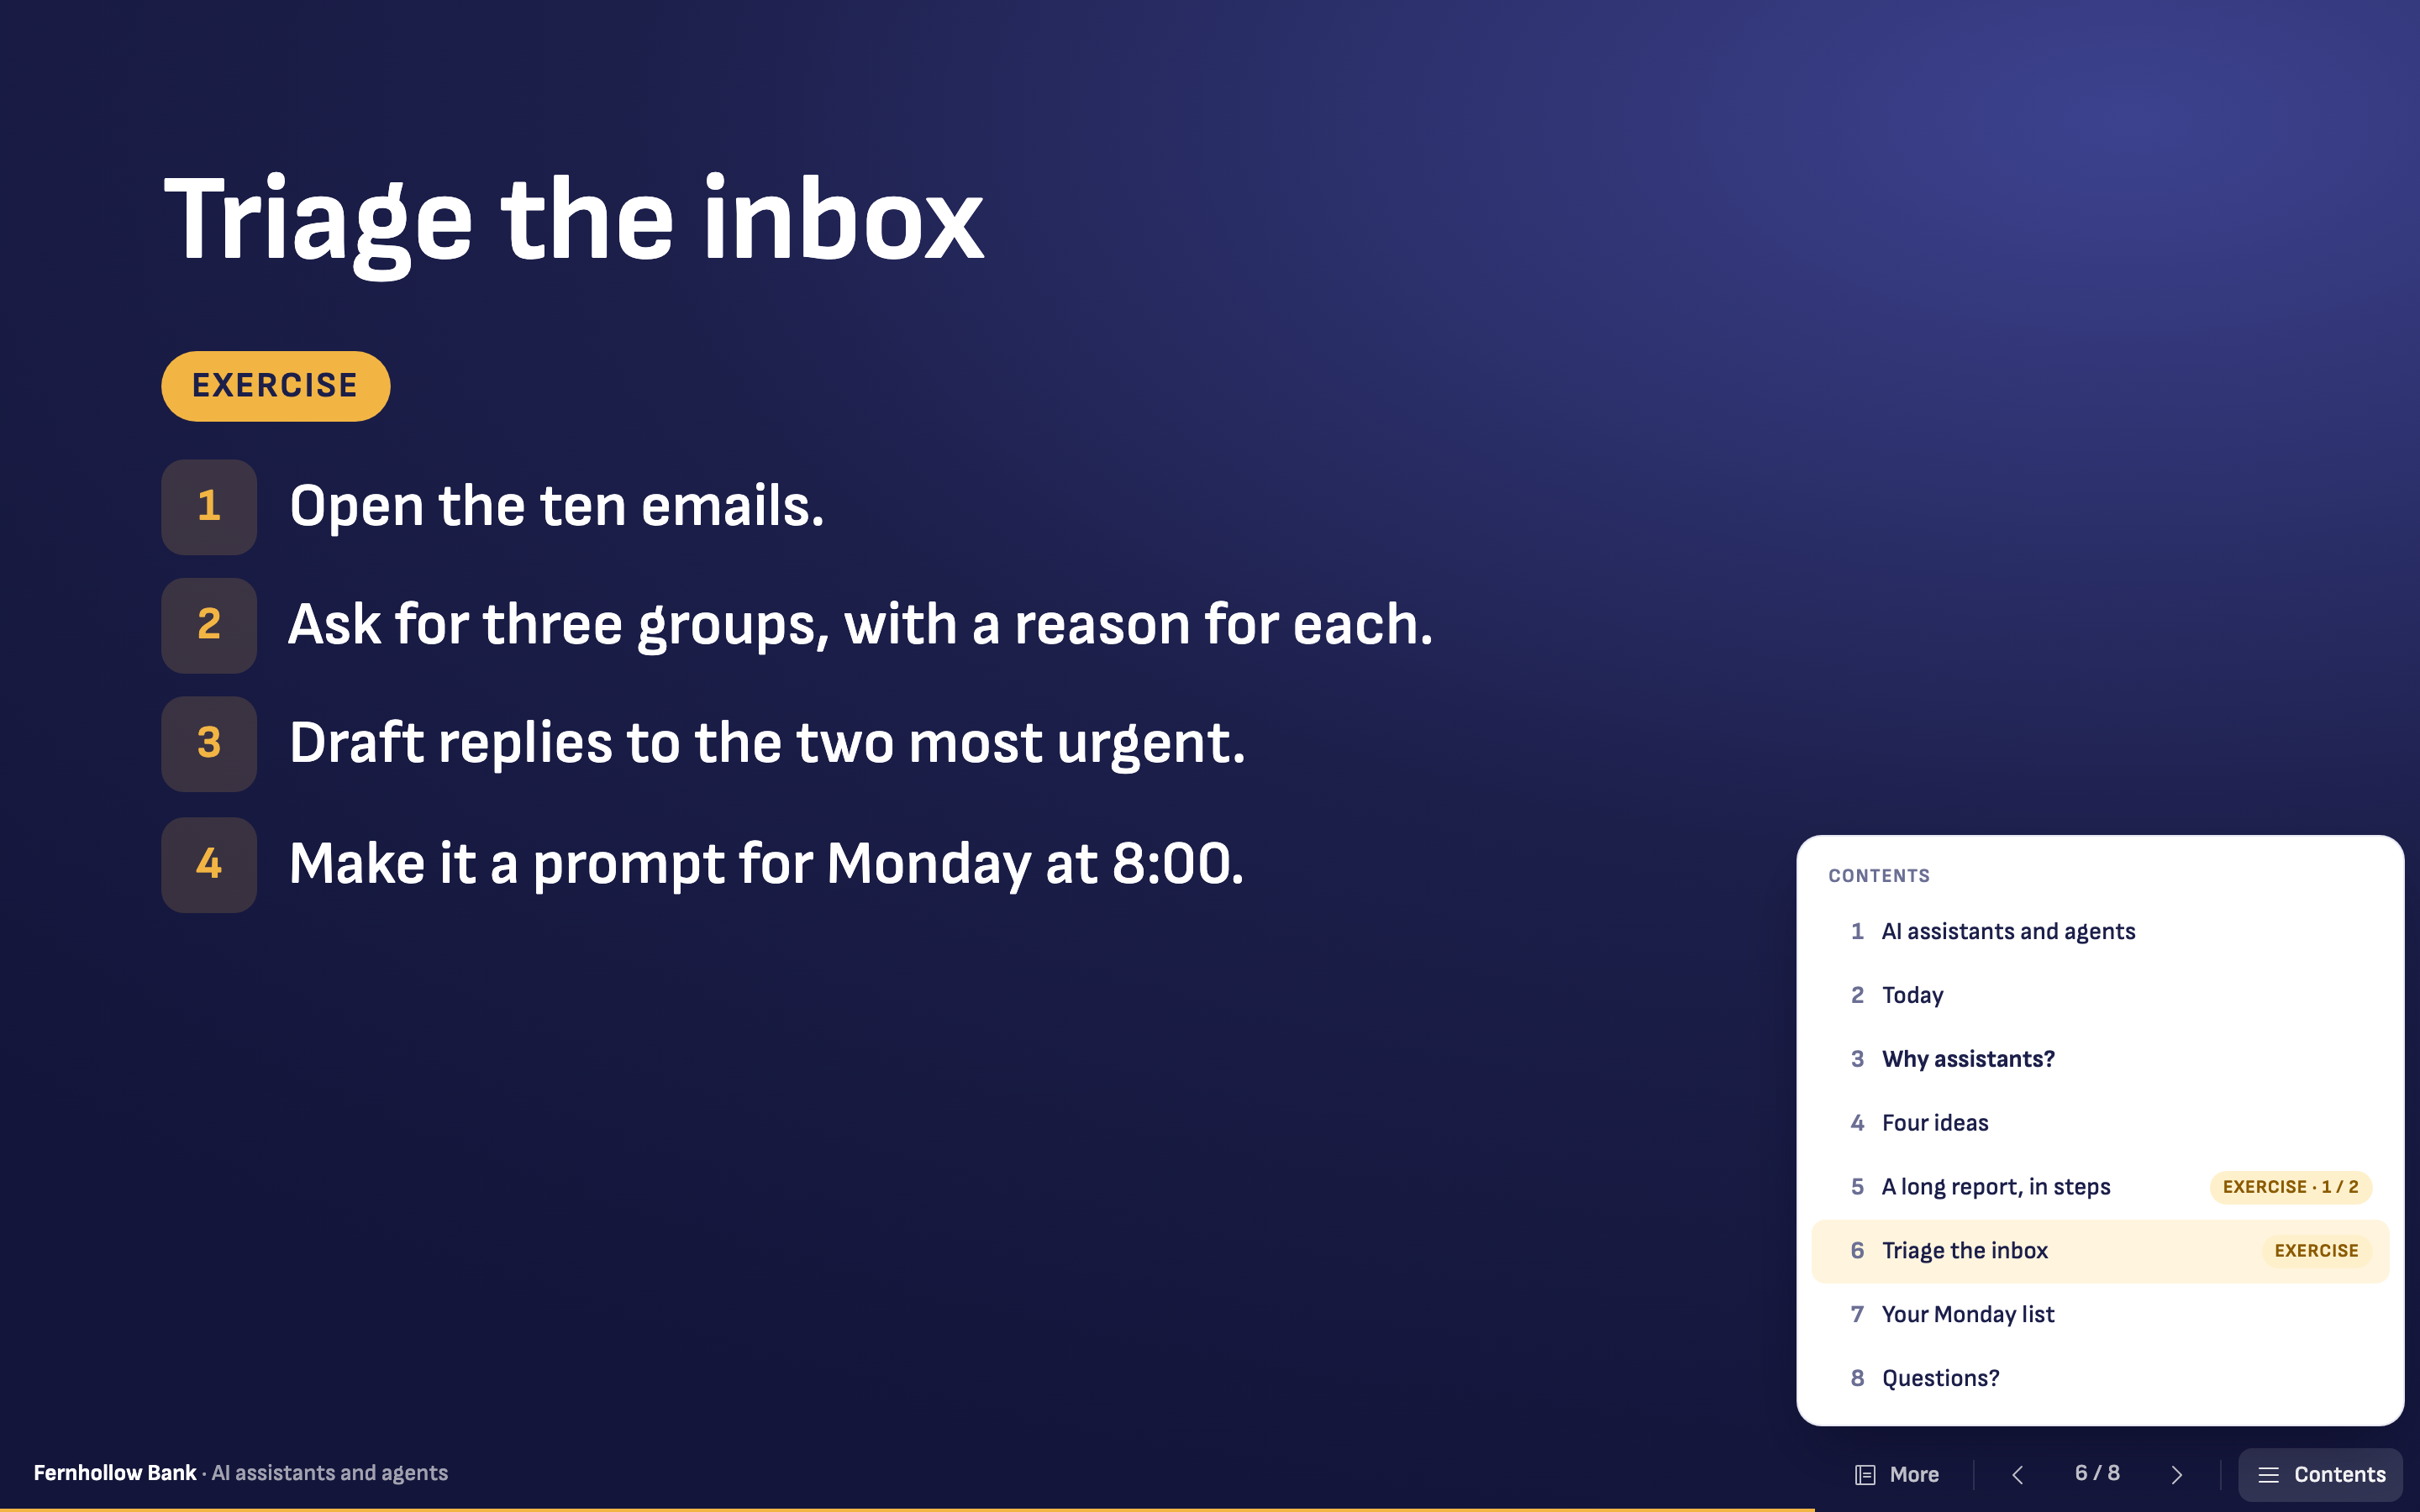 Triage the inbox
EXERCISE
1 Open the ten emails.
2 Ask for three groups, with a reason for each.
3 Draft replies to the two most urgent.
4 Make it a prompt for Monday at 8:00.
CONTENTS
1 AI assistants and agents
2 Today
3 Why assistants?
4 Four ideas
5 A long report, in steps EXERCISE · 1 / 2
6 Triage the inbox EXERCISE
7 Your Monday list
8 Questions?
Fernhollow Bank · AI assistants and agents
More 6 / 8 Contents